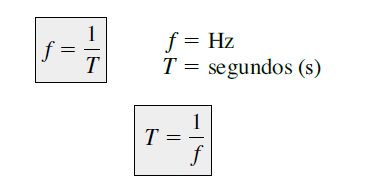 f = 1/T
f = Hz
T = segundos (s)
T = 1/f